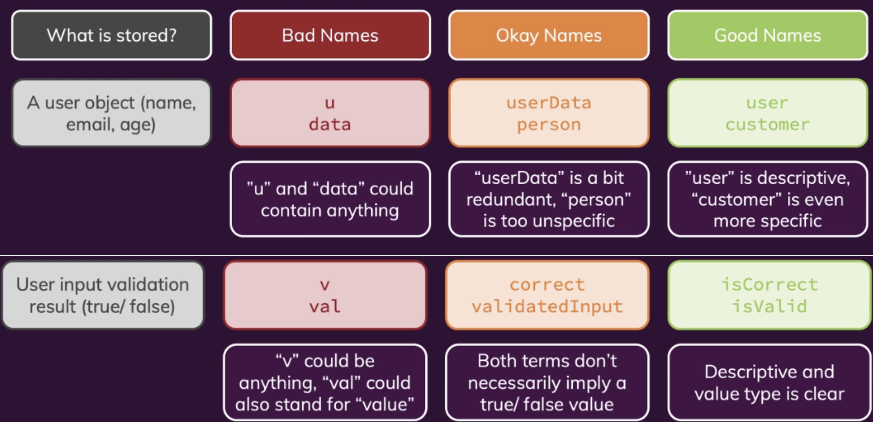 What is stored?
Bad Names
Okay Names
Good Names
A user object (name,
email, age)
u
data
userData
person
user
customer
”u” and “data” could
contain anything
“userData” is a bit
redundant, “person”
is too unspecific
”user” is descriptive,
“customer” is even
more specific
User input validation
result (true/ false)
v
val
correct
validatedInput
isCorrect
isValid
“v” could be
anything, “val” could
also stand for “value”
Both terms don’t
necessarily imply a
true/ false value
Descriptive and
value type is clear